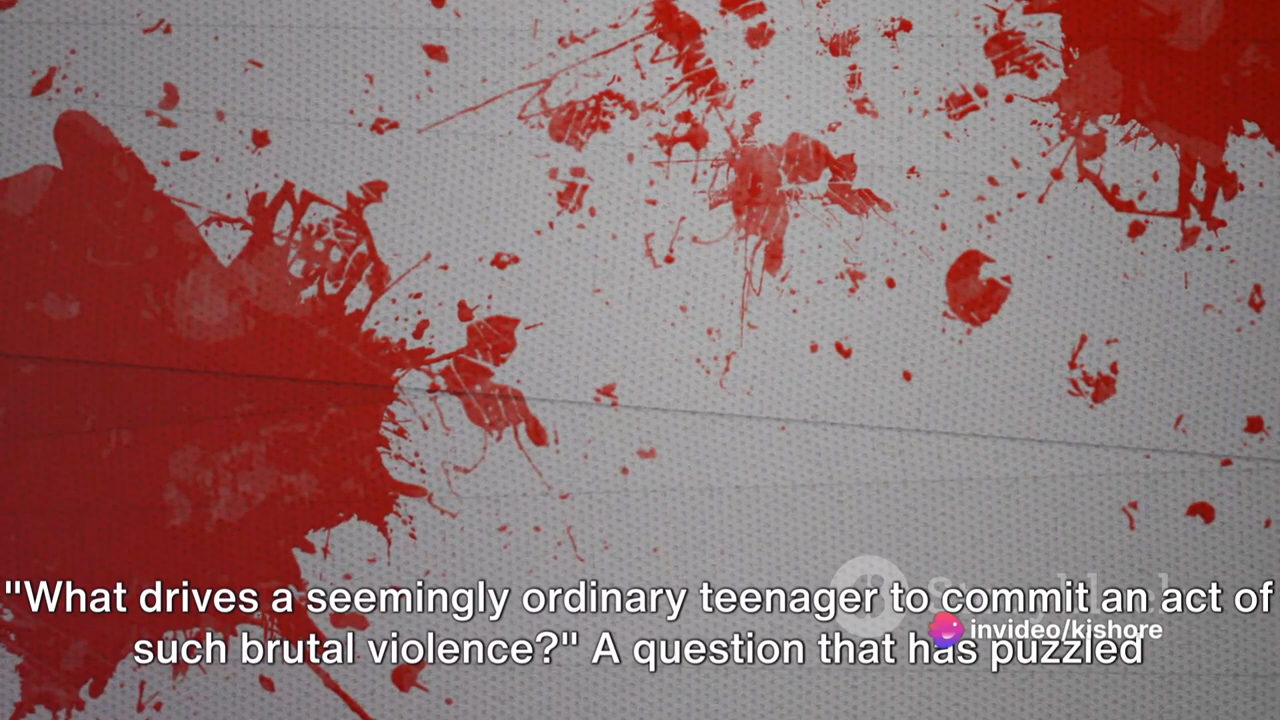 "What drives a seemingly ordinary teenager to commit an act of
such brutal violence?" A question that has puzzled
invideo/kishore